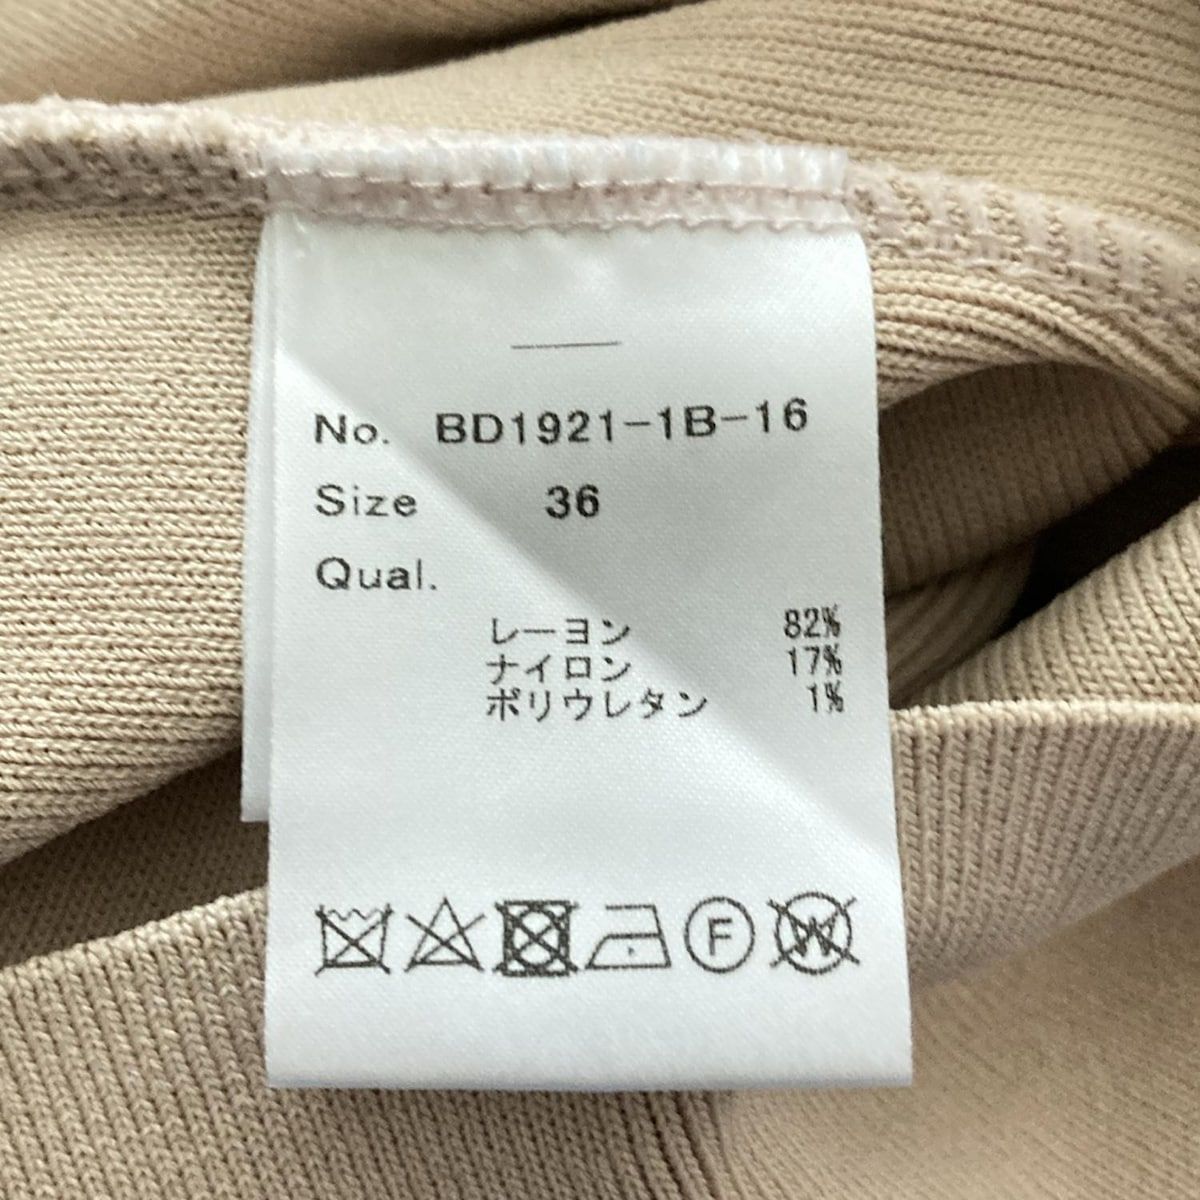 No. BD1921-1B-16
Size 36
Qual.
レーヨン 82%
ナイロン 17%
ポリウレタン 1%
F W